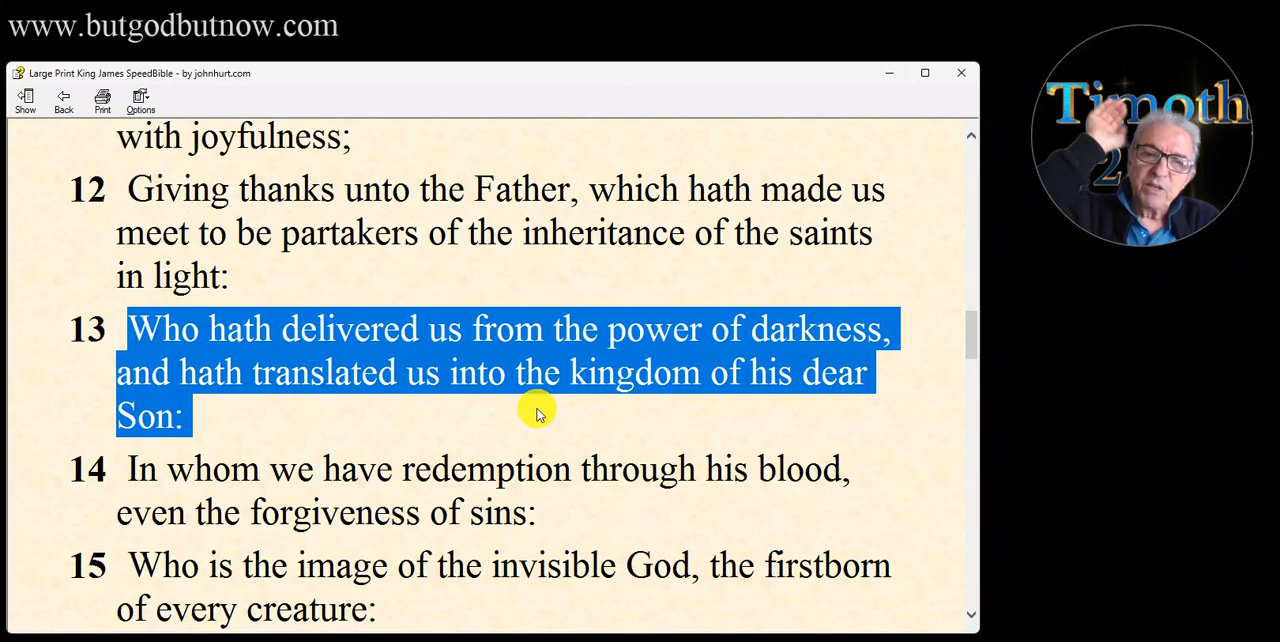 www.butgodbutnow.com
Large Print King James SpeedBible - by johnhurt.com
Show Back Print Options
with joyfulness;
12 Giving thanks unto the Father, which hath made us
meet to be partakers of the inheritance of the saints
in light:
13 Who hath delivered us from the power of darkness,
and hath translated us into the kingdom of his dear
Son:
14 In whom we have redemption through his blood,
even the forgiveness of sins:
15 Who is the image of the invisible God, the firstborn
of every creature:
Timoth
2